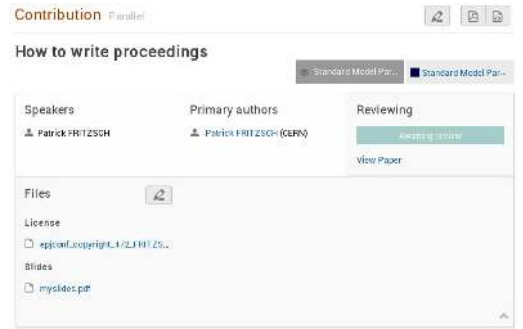 Contribution Parallel
How to write proceedings
Standard Model Par...
Standard Model Par...
Speakers
Primary authors
Reviewing
Patrick FRITZSCH
Patrick FRITZSCH (CERN)
Awaiting review
View Paper
Files
License
epjconf_copyright_172_FRITZS...
Slides
myslides.pdf